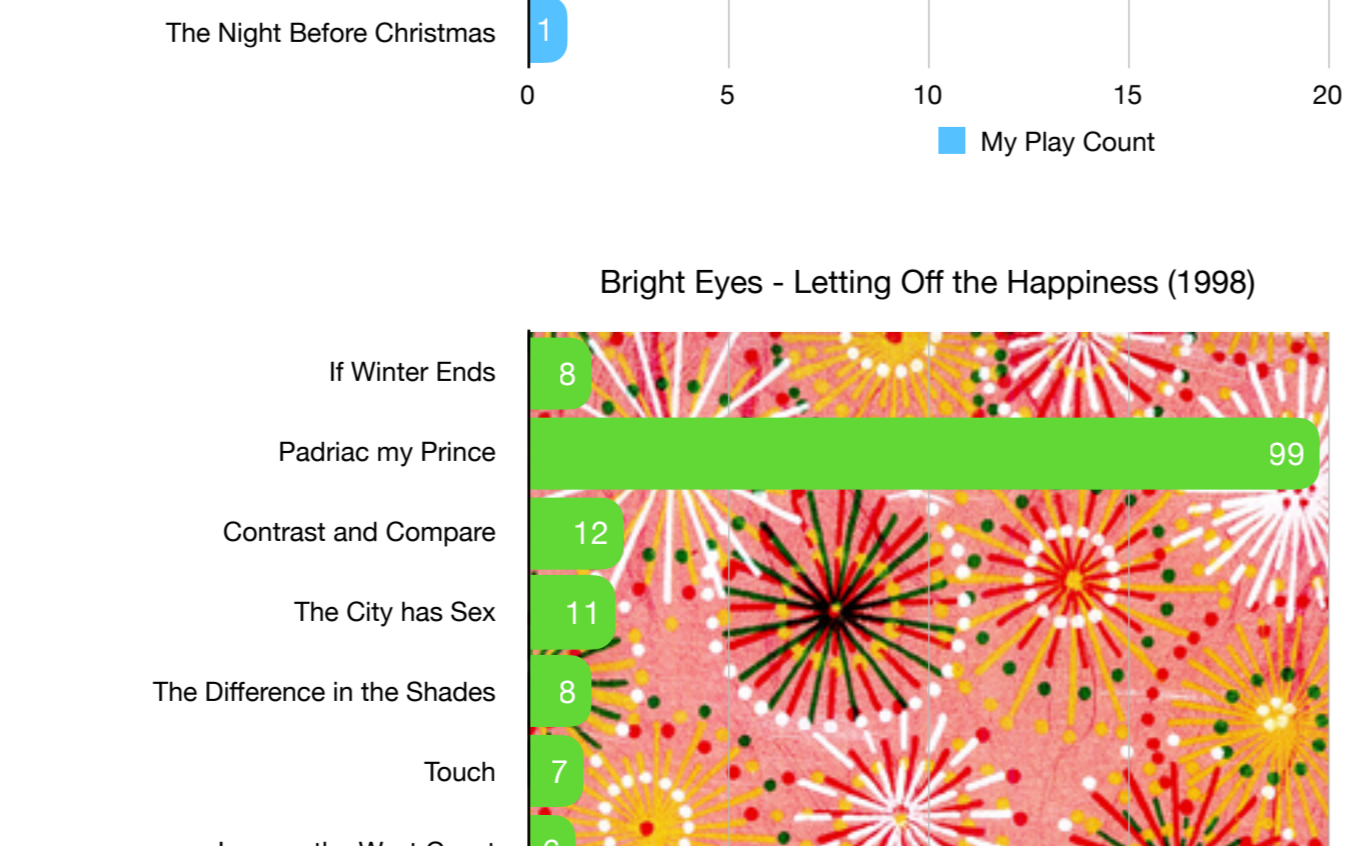 The Night Before Christmas 1
0 5 10 15 20
My Play Count
Bright Eyes - Letting Off the Happiness (1998)
If Winter Ends 8
Padriac my Prince 99
Contrast and Compare 12
The City has Sex 11
The Difference in the Shades 8
Touch 7